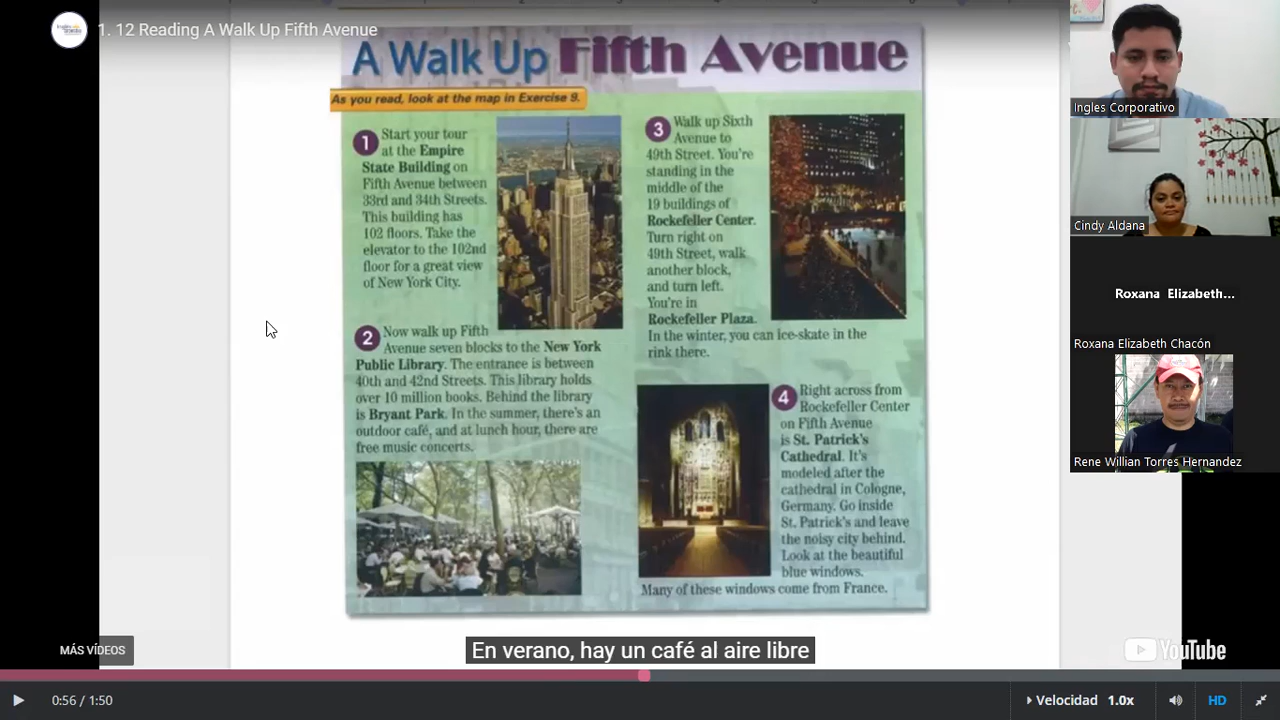 1. 12 Reading A Walk Up Fifth Avenue
A Walk Up Fifth Avenue
As you read, look at the map in Exercise 9.
1 Start your tour
at the Empire
State Building on
Fifth Avenue between
33rd and 34th Streets.
This building has
102 floors. Take the
elevator to the 102nd
floor for a great view
of New York City.
2 Now walk up Fifth
Avenue seven blocks to the New York
Public Library. The entrance is between
40th and 42nd Streets. This library holds
over 10 million books. Behind the library
is Bryant Park. In the summer, there's an
outdoor café, and at lunch hour, there are
free music concerts.
3 Walk up Sixth
Avenue to
49th Street. You're
standing in the
middle of the
19 buildings of
Rockefeller Center.
Turn right on
49th Street, walk
another block,
and turn left.
You're in
Rockefeller Plaza.
In the winter, you can ice-skate in the
rink there.
4 Right across from
Rockefeller Center
on Fifth Avenue
is St. Patrick's
Cathedral. It's
modeled after the
cathedral in Cologne,
Germany. Go inside
St. Patrick's and leave
the noisy city behind.
Look at the beautiful
blue windows.
Many of these windows come from France.
En verano, hay un café al aire libre
MÁS VÍDEOS
YouTube
0:56 / 1:50
Velocidad 1.0x
HD
Ingles Corporativo
Cindy Aldana
Roxana Elizabeth...
Roxana Elizabeth Chacón
Rene Willian Torres Hernandez